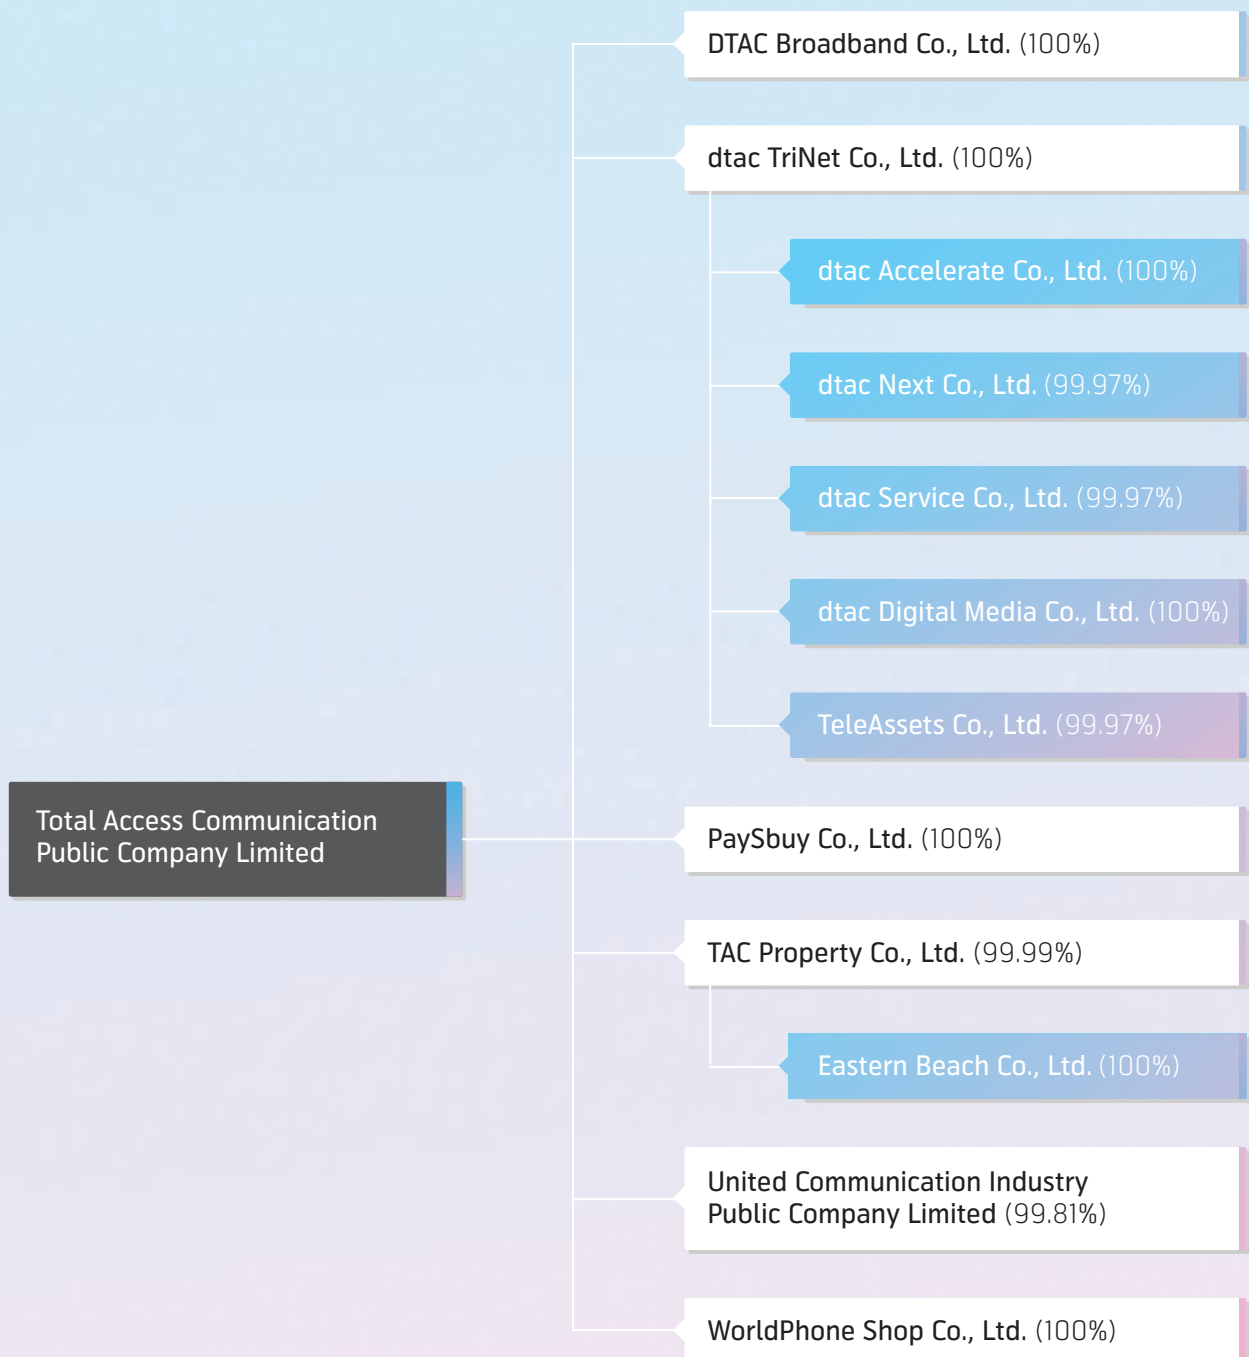 DTAC Broadband Co., Ltd. (100%)
dtac TriNet Co., Ltd. (100%)
dtac Accelerate Co., Ltd. (100%)
dtac Next Co., Ltd. (99.97%)
dtac Service Co., Ltd. (99.97%)
dtac Digital Media Co., Ltd. (100%)
TeleAssets Co., Ltd. (99.97%)
Total Access Communication
Public Company Limited
PaySbuy Co., Ltd. (100%)
TAC Property Co., Ltd. (99.99%)
Eastern Beach Co., Ltd. (100%)
United Communication Industry
Public Company Limited (99.81%)
WorldPhone Shop Co., Ltd. (100%)